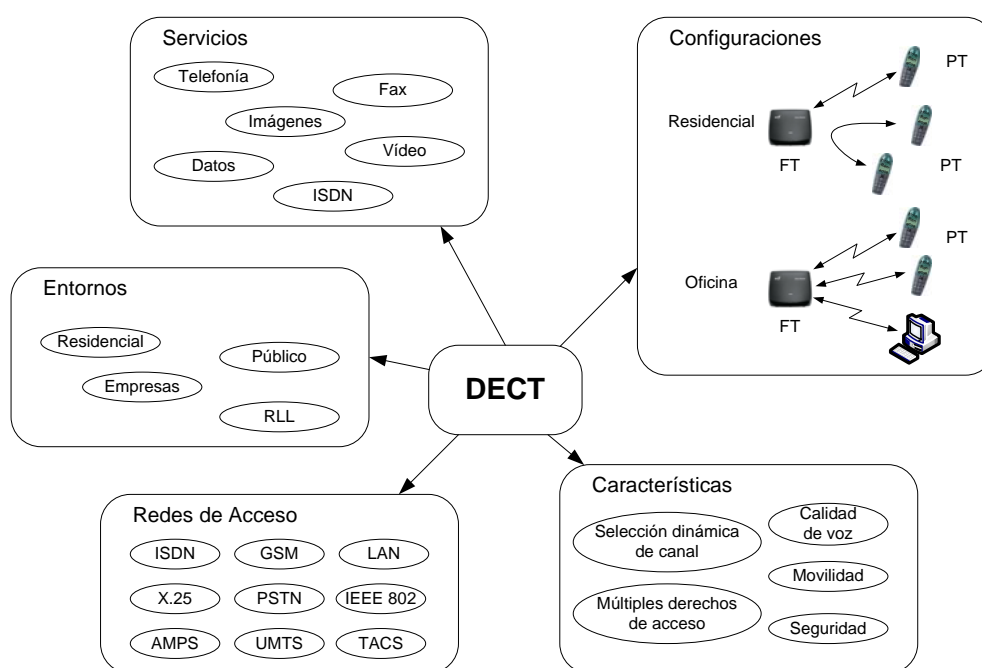 Servicios
Telefonía
Fax
Imágenes
Vídeo
Datos
ISDN
Configuraciones
PT
Residencial
FT
PT
PT
Oficina
FT
Entornos
Residencial
Público
Empresas
RLL
DECT
Redes de Acceso
ISDN
GSM
LAN
X.25
PSTN
IEEE 802
AMPS
UMTS
TACS
Características
Selección dinámica
de canal
Calidad
de voz
Movilidad
Múltiples derechos
de acceso
Seguridad